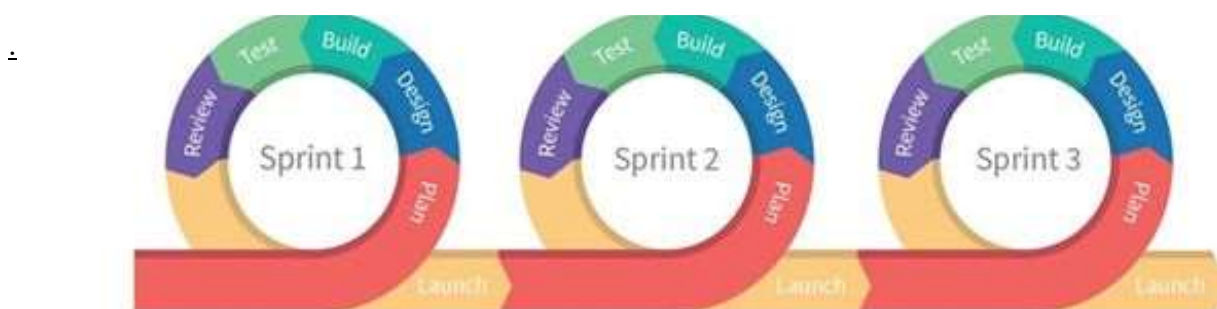 .
Test Build Design Review Sprint 1 Plan Launch
Test Build Design Review Sprint 2 Plan Launch
Test Build Design Review Sprint 3 Plan Launch